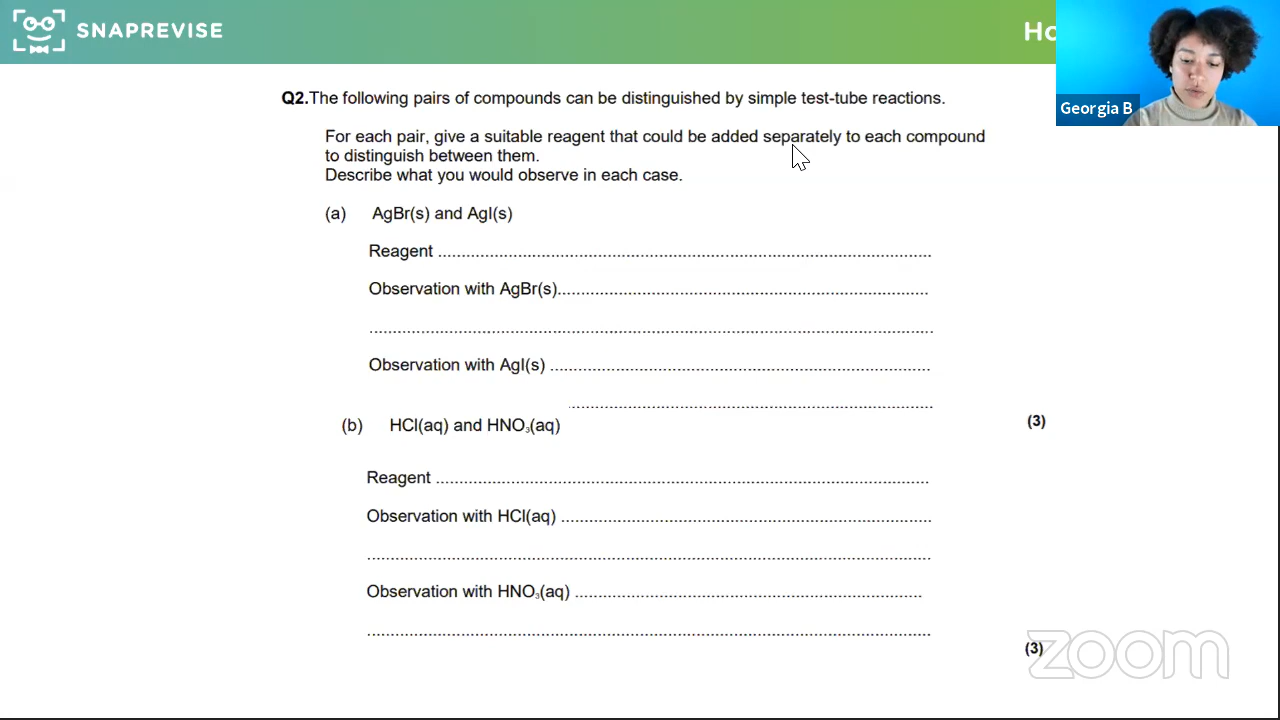 SNAPREVISE
Ho
Georgia B
Q2.The following pairs of compounds can be distinguished by simple test-tube reactions.
For each pair, give a suitable reagent that could be added separately to each compound
to distinguish between them.
Describe what you would observe in each case.
(a) AgBr(s) and AgI(s)
Reagent ........................................................................................................
Observation with AgBr(s)..............................................................................
.......................................................................................................................
Observation with AgI(s) ................................................................................
.............................................................................
(3)
(b) HCl(aq) and HNO₃(aq)
Reagent ........................................................................................................
Observation with HCl(aq) ..............................................................................
.......................................................................................................................
Observation with HNO₃(aq) .........................................................................
.......................................................................................................................
(3)
zoom